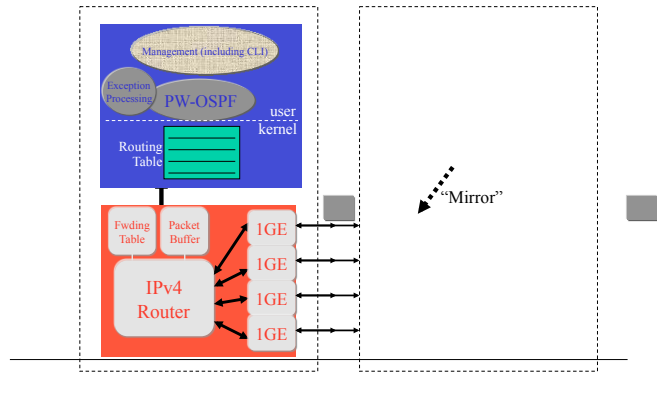 Management (including CLI)
Exception
Processing
PW-OSPF
user
kernel
Routing
Table
Fwding
Table
Packet
Buffer
IPv4
Router
1GE
1GE
1GE
1GE
“Mirror”